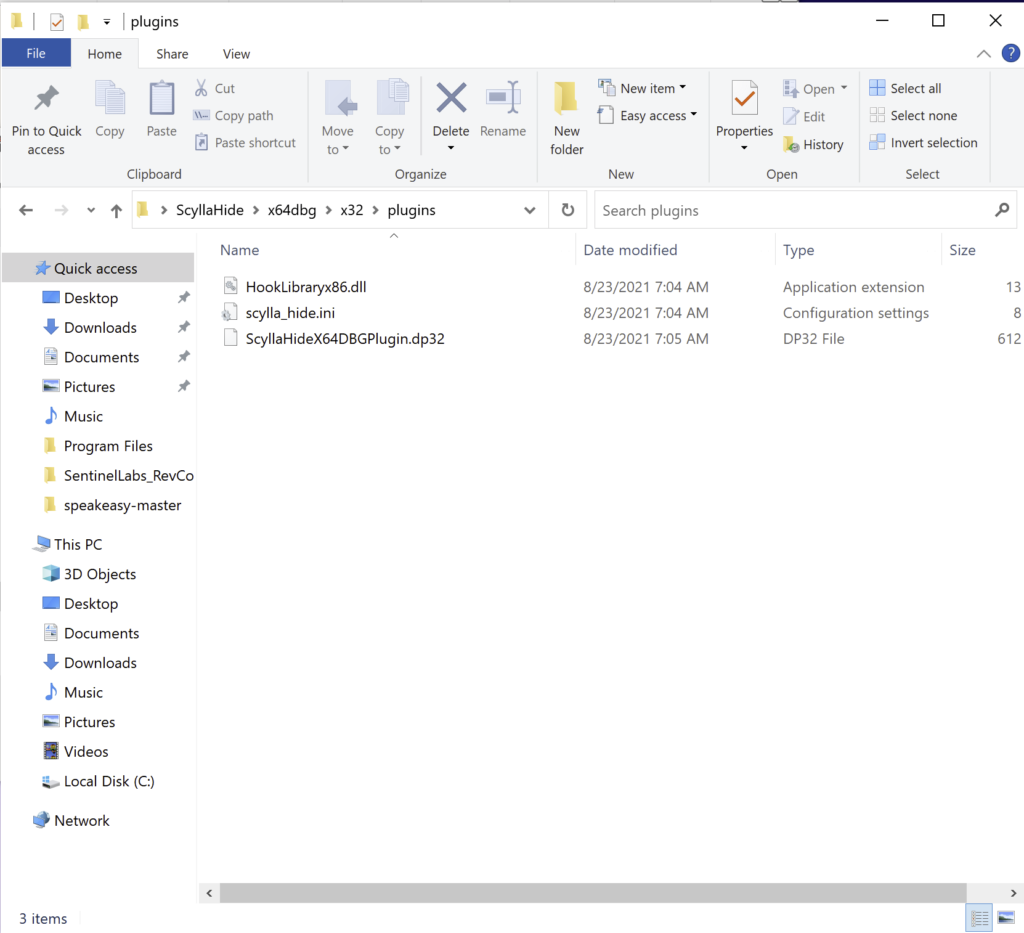 plugins
File Home Share View
?
Pin to Quick access
Copy
Paste
Cut
Copy path
Paste shortcut
Clipboard
Move to
Copy to
Delete
Rename
Organize
New folder
New item
Easy access
New
Properties
Open
Edit
History
Open
Select all
Select none
Invert selection
Select
ScyllaHide > x64dbg > x32 > plugins
Search plugins
Name Date modified Type Size
HookLibraryx86.dll 8/23/2021 7:04 AM Application extension 13
scylla_hide.ini 8/23/2021 7:04 AM Configuration settings 8
ScyllaHideX64DBGPlugin.dp32 8/23/2021 7:05 AM DP32 File 612
Quick access
Desktop
Downloads
Documents
Pictures
Music
Program Files
SentinelLabs_RevCo
speakeasy-master
This PC
3D Objects
Desktop
Documents
Downloads
Music
Pictures
Videos
Local Disk (C:)
Network
3 items